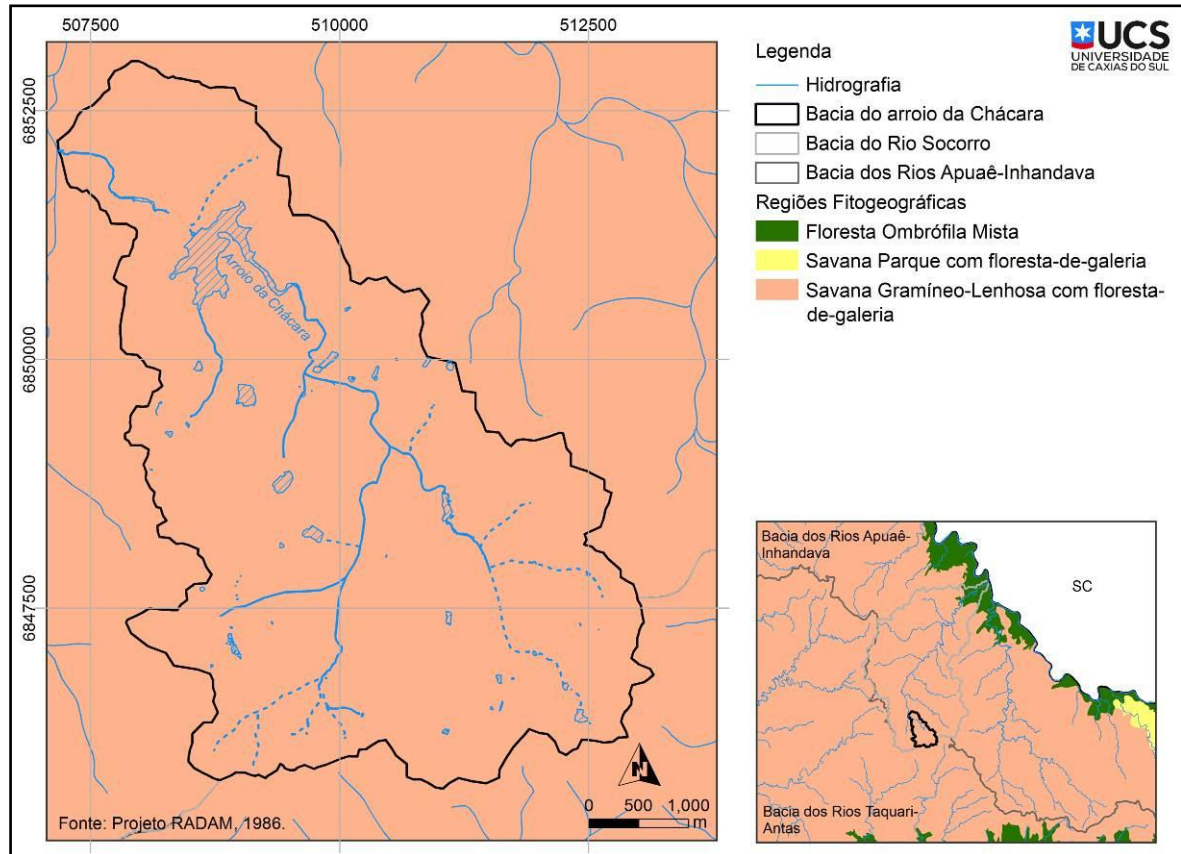 507500
510000
512500
6852500
6850000
6847500
Arroio da Chácara
Fonte: Projeto RADAM, 1986.
N
0 500 1.000
m
UCS
UNIVERSIDADE
DE CAXIAS DO SUL
Legenda
Hidrografia
Bacia do arroio da Chácara
Bacia do Rio Socorro
Bacia dos Rios Apuaê-Inhandava
Regiões Fitogeográficas
Floresta Ombrófila Mista
Savana Parque com floresta-de-galeria
Savana Gramíneo-Lenhosa com floresta-
de-galeria
Bacia dos Rios Apuaê-
Inhandava
SC
Bacia dos Rios Taquari-
Antas